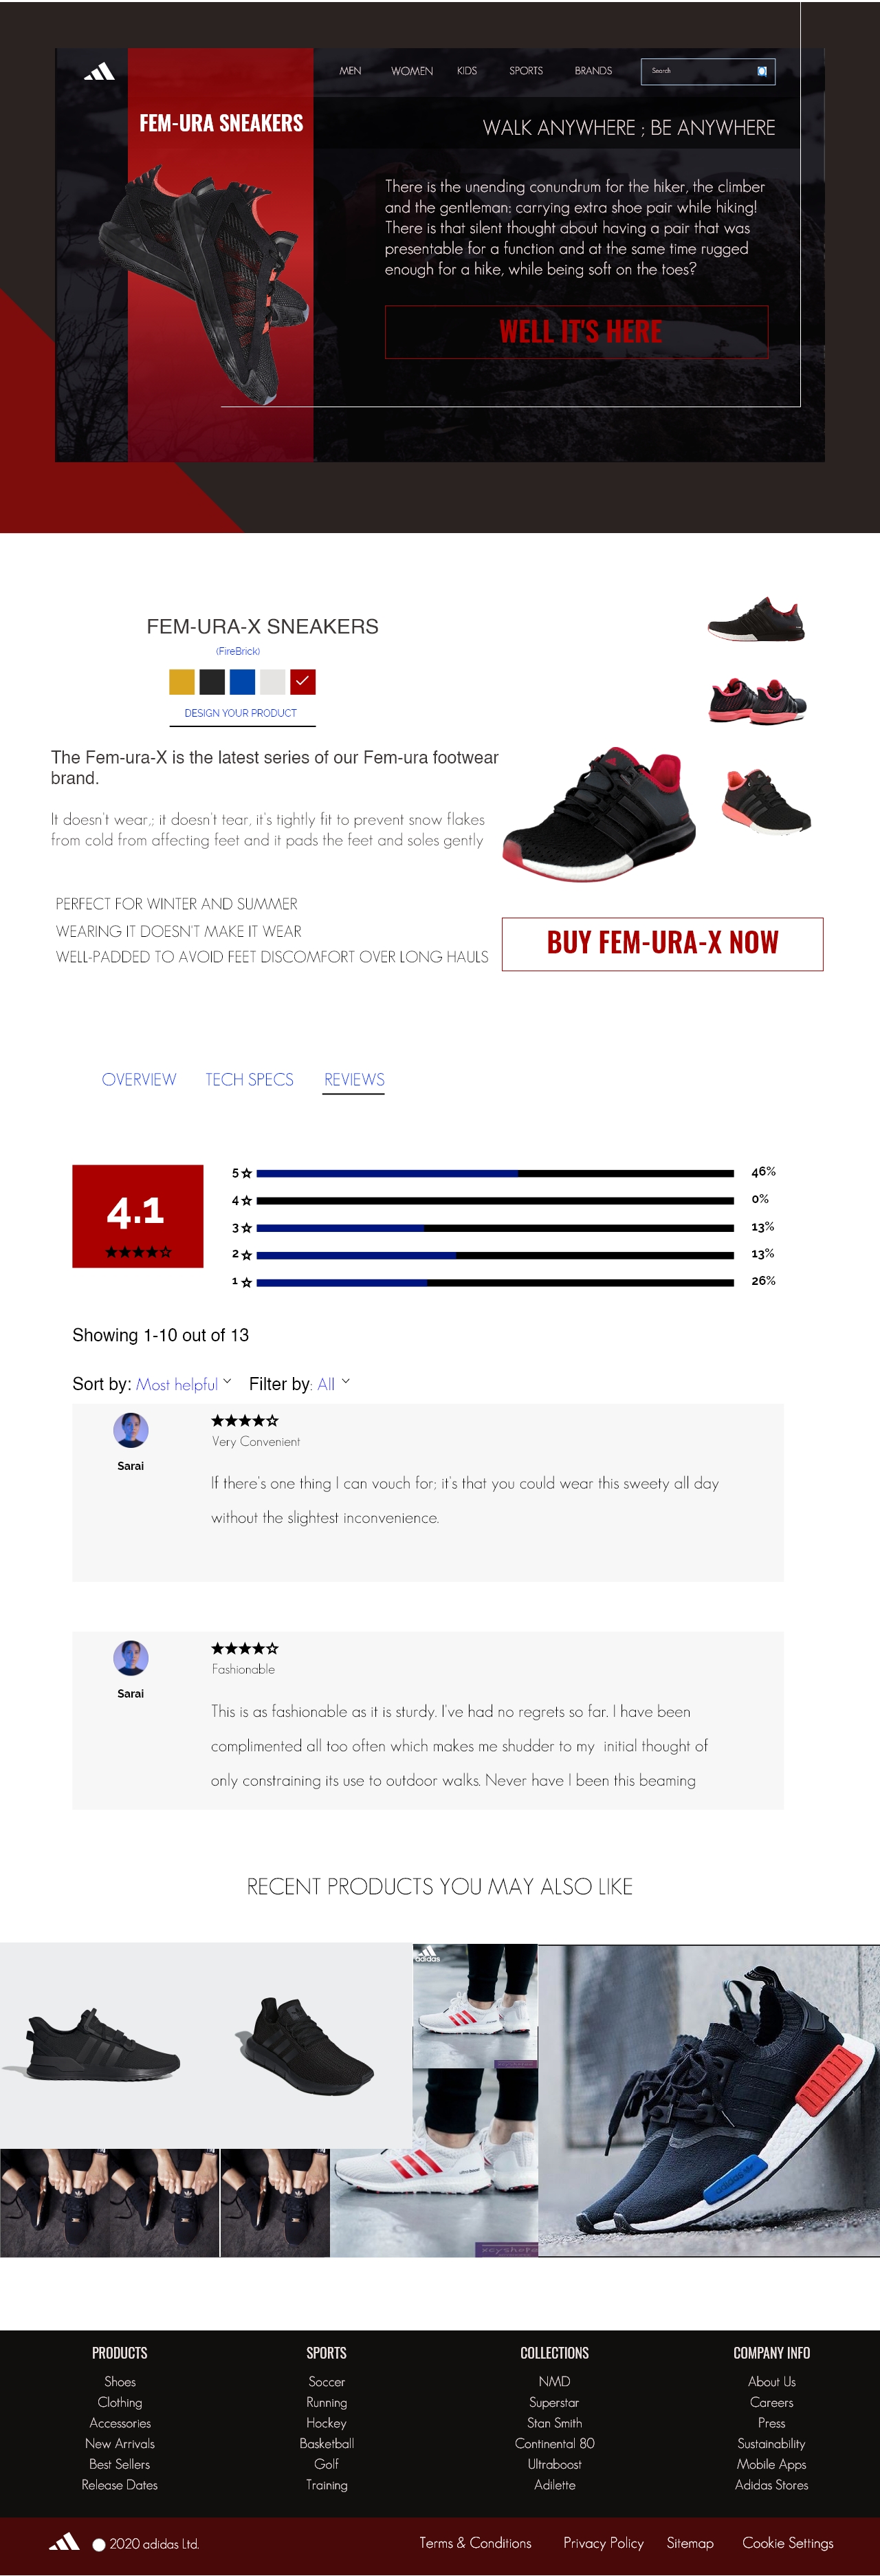 MEN WOMEN KIDS SPORTS BRANDS Search
FEM-URA SNEAKERS
WALK ANYWHERE ; BE ANYWHERE
There is the unending conundrum for the hiker, the climber
and the gentleman: carrying extra shoe pair while hiking!
There is that silent thought about having a pair that was
presentable for a function and at the same time rugged
enough for a hike, while being soft on the toes?
WELL IT'S HERE
FEM-URA-X SNEAKERS
(FireBrick)
DESIGN YOUR PRODUCT
The Fem-ura-X is the latest series of our Fem-ura footwear
brand.
It doesn't wear,; it doesn't tear, it's tightly fit to prevent snow flakes
from cold from affecting feet and it pads the feet and soles gently
PERFECT FOR WINTER AND SUMMER
WEARING IT DOESN'T MAKE IT WEAR
WELL-PADDED TO AVOID FEET DISCOMFORT OVER LONG HAULS
BUY FEM-URA-X NOW
OVERVIEW TECH SPECS REVIEWS
4.1
5 46%
4 0%
3 13%
2 13%
1 26%
Showing 1-10 out of 13
Sort by: Most helpful Filter by: All
Sarai
Very Convenient
If there's one thing I can vouch for; it's that you could wear this sweety all day
without the slightest inconvenience.
Sarai
Fashionable
This is as fashionable as it is sturdy. I've had no regrets so far. I have been
complimented all too often which makes me shudder to my initial thought of
only constraining its use to outdoor walks. Never have I been this beaming
RECENT PRODUCTS YOU MAY ALSO LIKE
adidas
PRODUCTS
Shoes
Clothing
Accessories
New Arrivals
Best Sellers
Release Dates
SPORTS
Soccer
Running
Hockey
Basketball
Golf
Training
COLLECTIONS
NMD
Superstar
Stan Smith
Continental 80
Ultraboost
Adilette
COMPANY INFO
About Us
Careers
Press
Sustainability
Mobile Apps
Adidas Stores
2020 adidas Ltd.
Terms & Conditions Privacy Policy Sitemap Cookie Settings